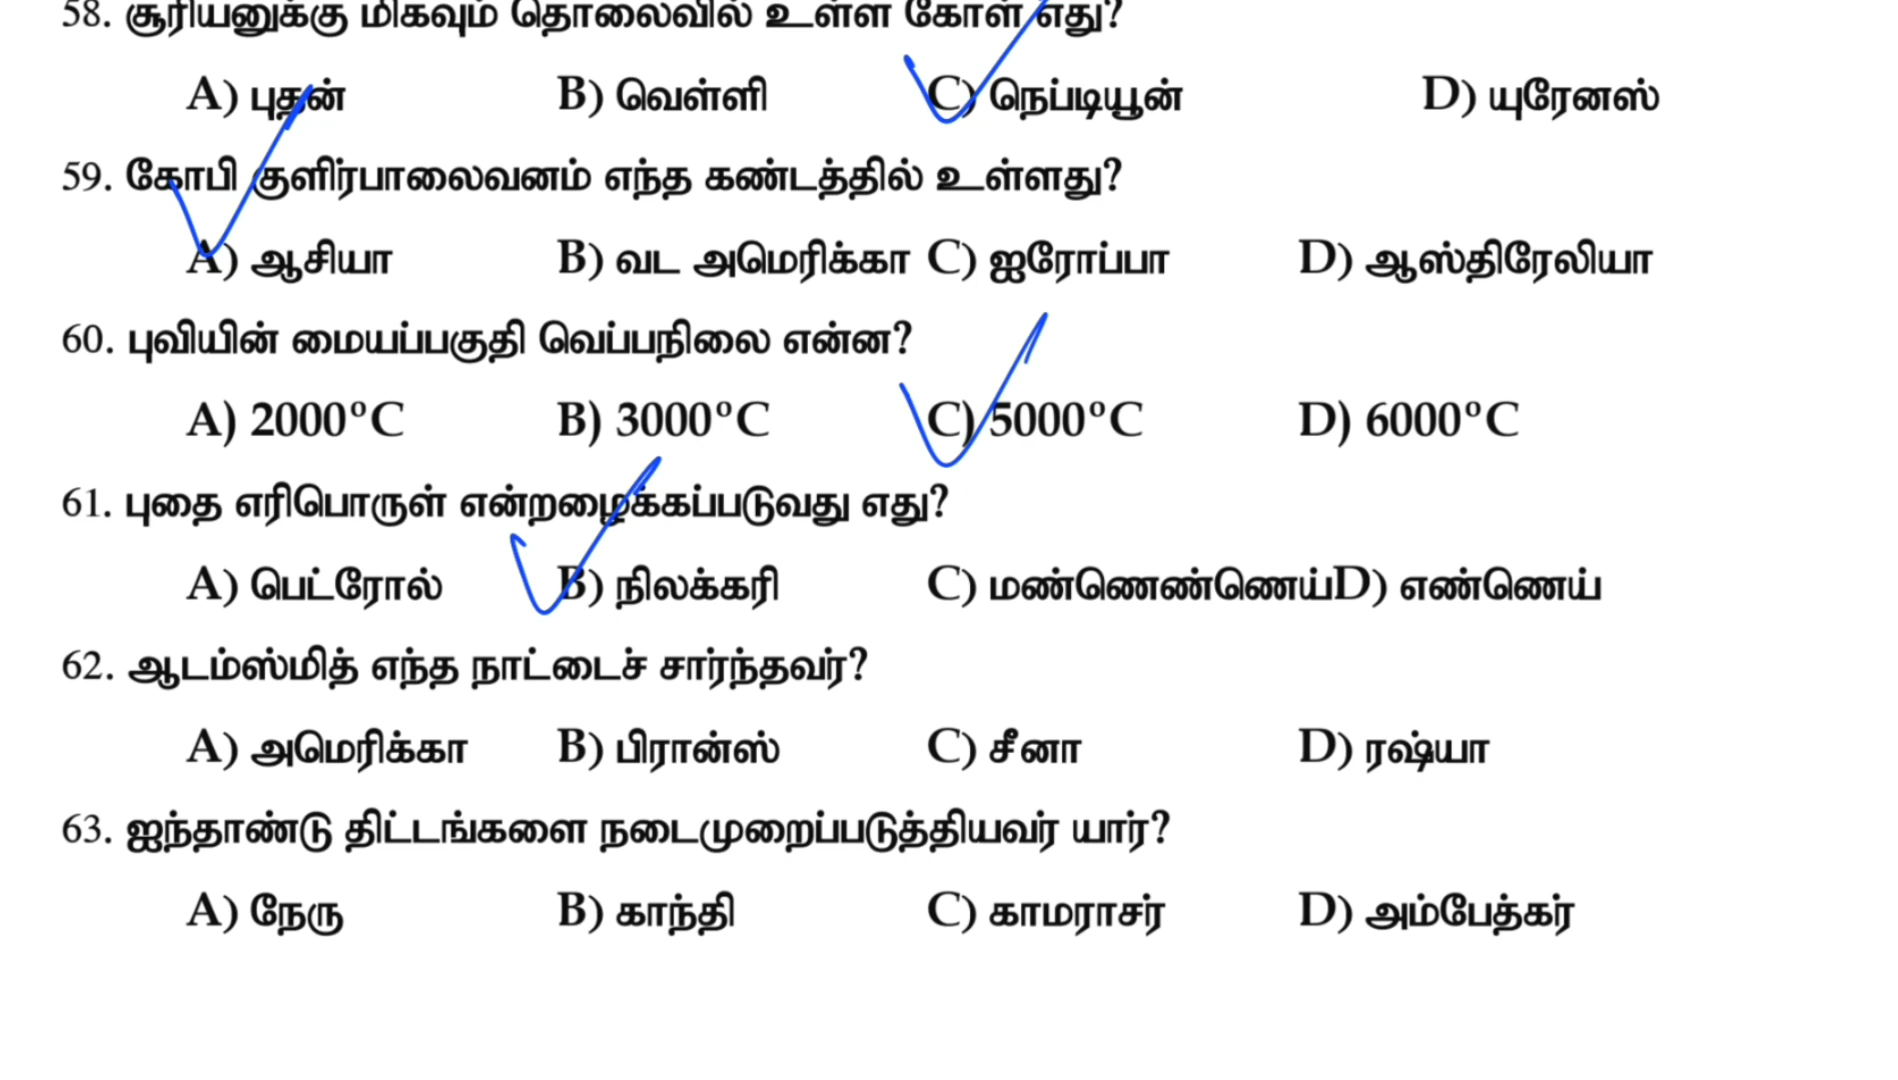 58. சூரியனுக்கு மிகவும் தொலைவில் உள்ள கோள் எது?
A) புதன் B) வெள்ளி C) நெப்டியூன் D) யுரேனஸ்
59. கோபி குளிர்பாலைவனம் எந்த கண்டத்தில் உள்ளது?
A) ஆசியா B) வட அமெரிக்கா C) ஐரோப்பா D) ஆஸ்திரேலியா
60. புவியின் மையப்பகுதி வெப்பநிலை என்ன?
A) 2000°C B) 3000°C C) 5000°C D) 6000°C
61. புதை எரிபொருள் என்றழைக்கப்படுவது எது?
A) பெட்ரோல் B) நிலக்கரி C) மண்ணெண்ணெய்D) எண்ணெய்
62. ஆடம்ஸ்மித் எந்த நாட்டைச் சார்ந்தவர்?
A) அமெரிக்கா B) பிரான்ஸ் C) சீனா D) ரஷ்யா
63. ஐந்தாண்டு திட்டங்களை நடைமுறைப்படுத்தியவர் யார்?
A) நேரு B) காந்தி C) காமராசர் D) அம்பேத்கர்